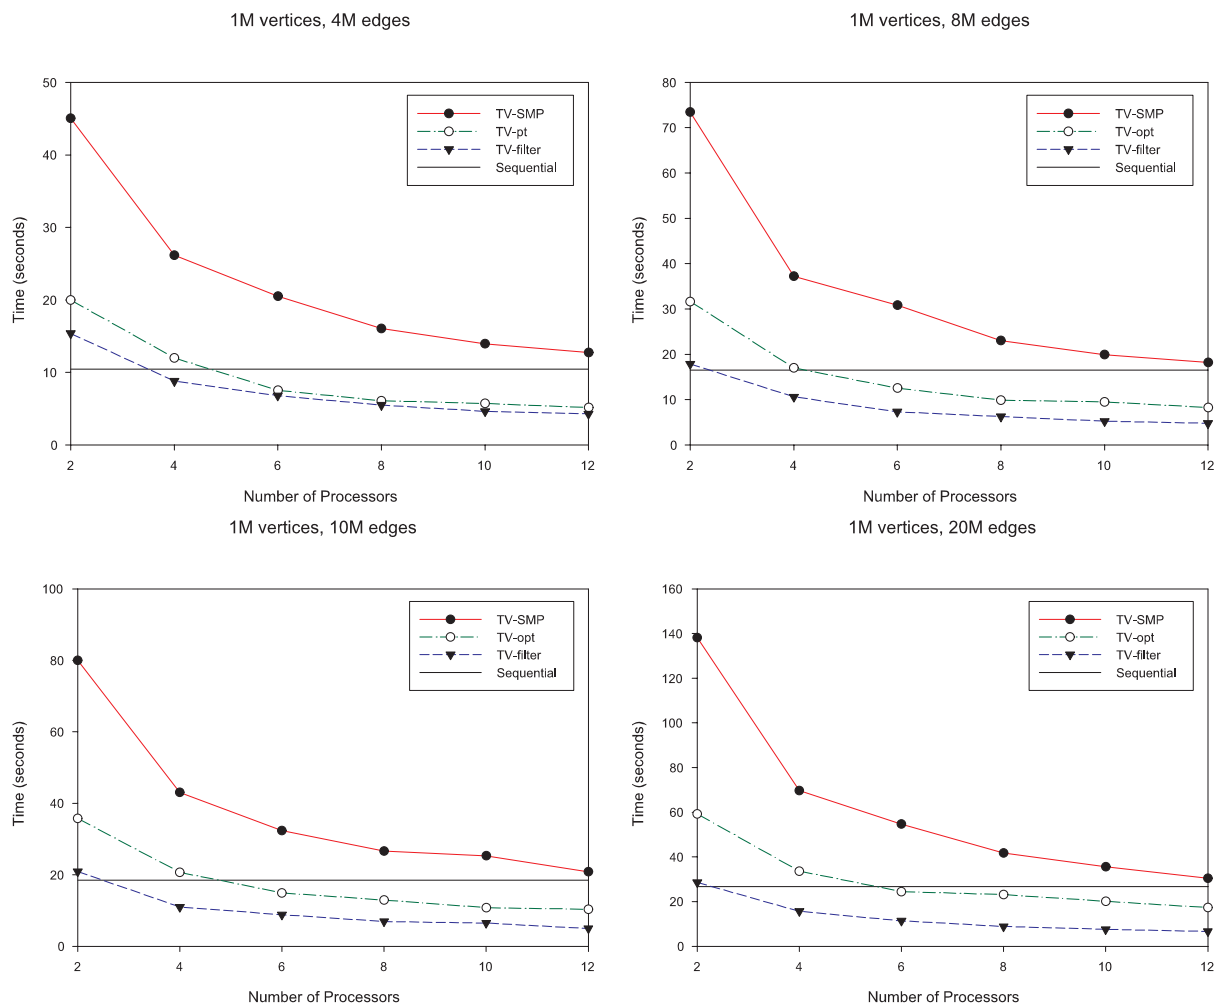 1M vertices, 4M edges
50
40
30
20
10
0
Time (seconds)
TV-SMP
TV-pt
TV-filter
Sequential
2 4 6 8 10 12
Number of Processors
1M vertices, 8M edges
80
70
60
50
40
30
20
10
0
Time (seconds)
TV-SMP
TV-opt
TV-filter
Sequential
2 4 6 8 10 12
Number of Processors
1M vertices, 10M edges
100
80
60
40
20
0
Time (seconds)
TV-SMP
TV-opt
TV-filter
Sequential
2 4 6 8 10 12
Number of Processors
1M vertices, 20M edges
160
140
120
100
80
60
40
20
0
Time (seconds)
TV-SMP
TV-opt
TV-filter
Sequential
2 4 6 8 10 12
Number of Processors